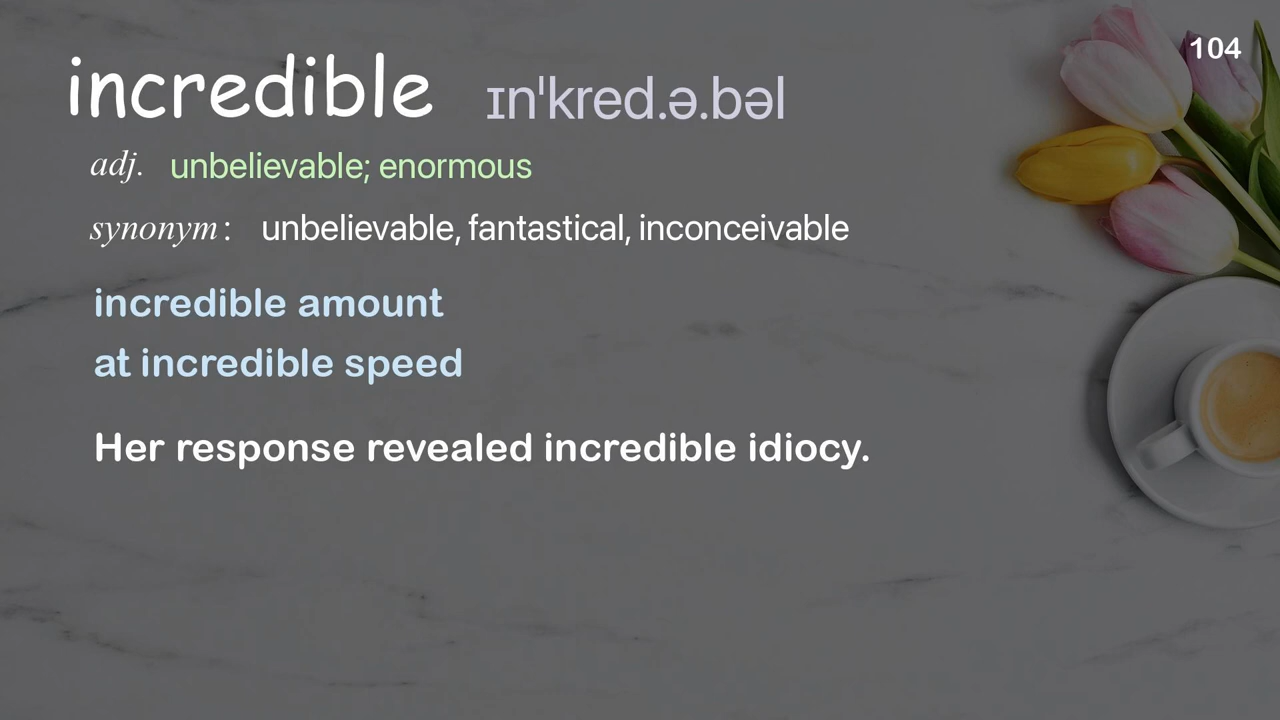 104
incredible ɪnˈkred.ə.bəl
adj. unbelievable; enormous
synonym: unbelievable, fantastical, inconceivable
incredible amount
at incredible speed
Her response revealed incredible idiocy.